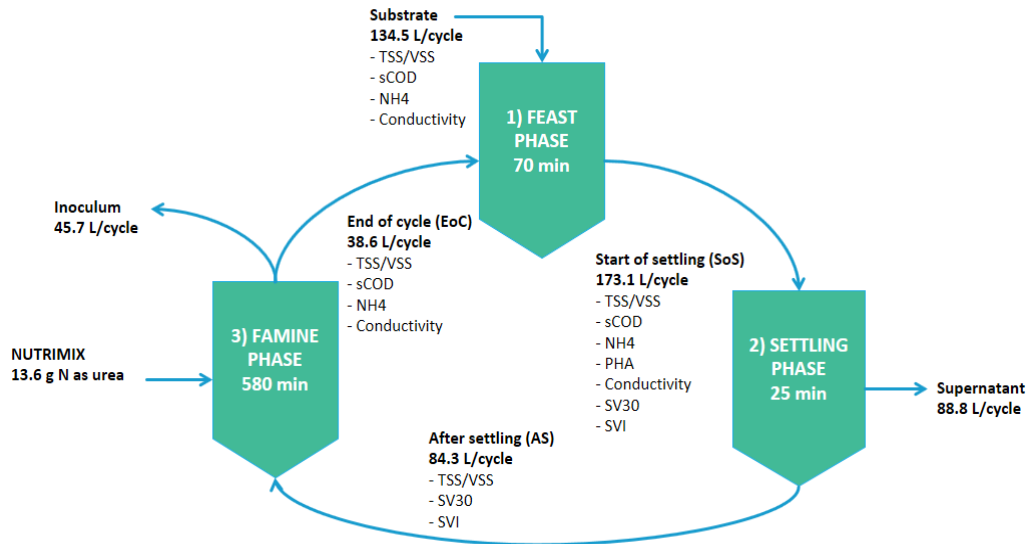 Substrate
134.5 L/cycle
- TSS/VSS
- sCOD
- NH4
- Conductivity
1) FEAST
PHASE
70 min
Inoculum
45.7 L/cycle
End of cycle (EoC)
38.6 L/cycle
- TSS/VSS
- sCOD
- NH4
- Conductivity
Start of settling (SoS)
173.1 L/cycle
- TSS/VSS
- sCOD
- NH4
- PHA
- Conductivity
- SV30
- SVI
3) FAMINE
PHASE
580 min
2) SETTLING
PHASE
25 min
NUTRIMIX
13.6 g N as urea
Supernatant
88.8 L/cycle
After settling (AS)
84.3 L/cycle
- TSS/VSS
- SV30
- SVI